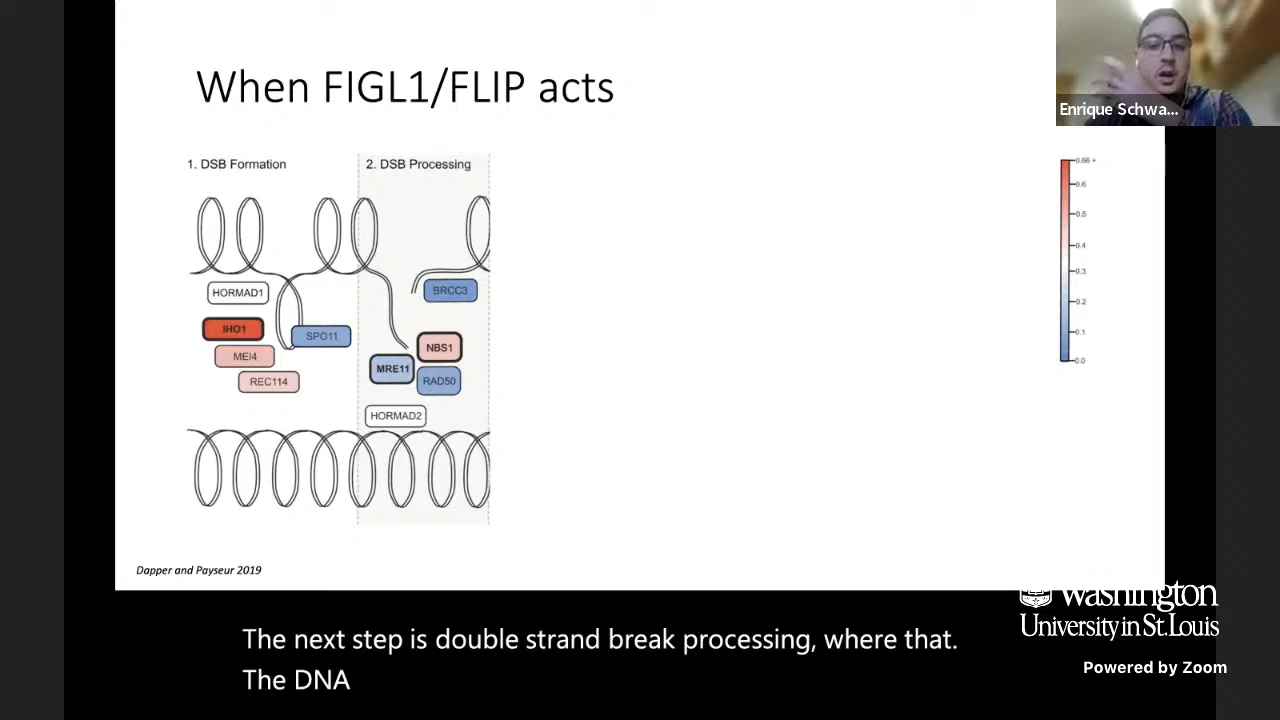 When FIGL1/FLIP acts
Enrique Schwa...
1. DSB Formation
2. DSB Processing
HORMAD1
IHO1
SPO11
MEI4
REC114
BRCC3
NBS1
MRE11
RAD50
HORMAD2
0.66 +
0.6
0.5
0.4
0.3
0.2
0.1
0.0
Dapper and Payseur 2019
Washington
University in St. Louis
The next step is double strand break processing, where that.
The DNA
Powered by Zoom